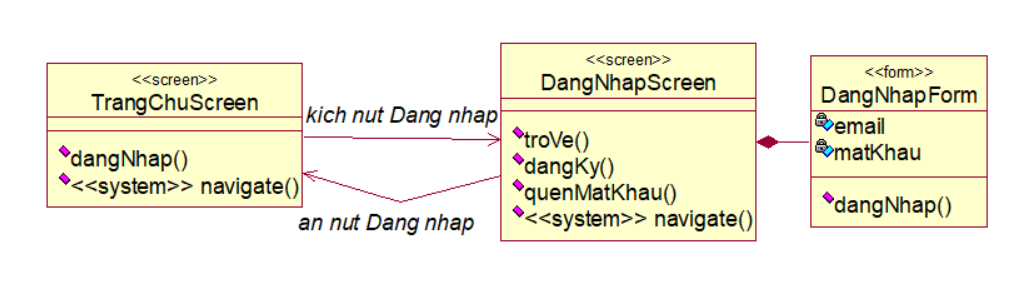 <<screen>>
TrangChuScreen
dangNhap()
<<system>> navigate()
kich nut Dang nhap
an nut Dang nhap
<<screen>>
DangNhapScreen
troVe()
dangKy()
quenMatKhau()
<<system>> navigate()
<<form>>
DangNhapForm
email
matKhau
dangNhap()